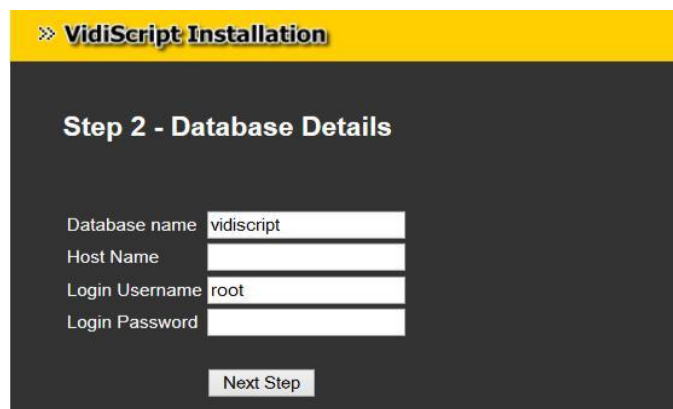 » VidiScript Installation
Step 2 - Database Details
Database name vidiscript
Host Name
Login Username root
Login Password
Next Step